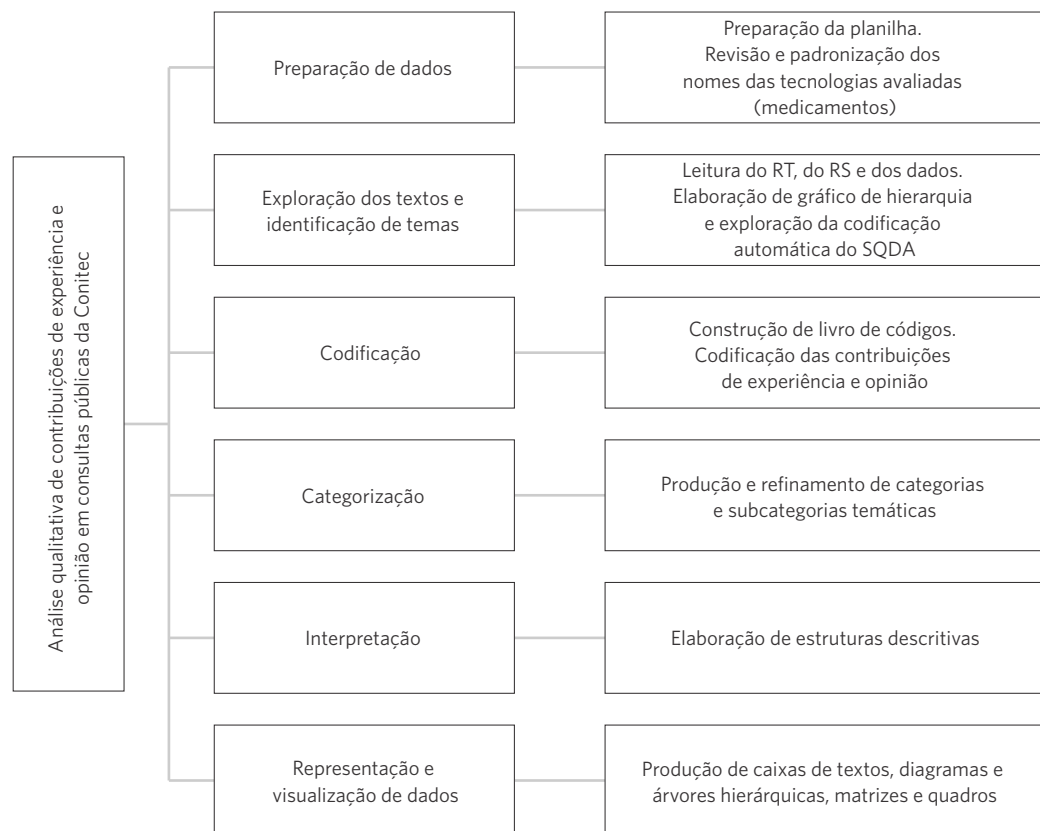 Análise qualitativa de contribuições de experiência e
opinião em consultas públicas da Conitec
Preparação de dados
Preparação da planilha.
Revisão e padronização dos
nomes das tecnologias avaliadas
(medicamentos)
Exploração dos textos e
identificação de temas
Leitura do RT, do RS e dos dados.
Elaboração de gráfico de hierarquia
e exploração da codificação
automática do SQDA
Codificação
Construção de livro de códigos.
Codificação das contribuições
de experiência e opinião
Categorização
Produção e refinamento de categorias
e subcategorias temáticas
Interpretação
Elaboração de estruturas descritivas
Representação e
visualização de dados
Produção de caixas de textos, diagramas e
árvores hierárquicas, matrizes e quadros